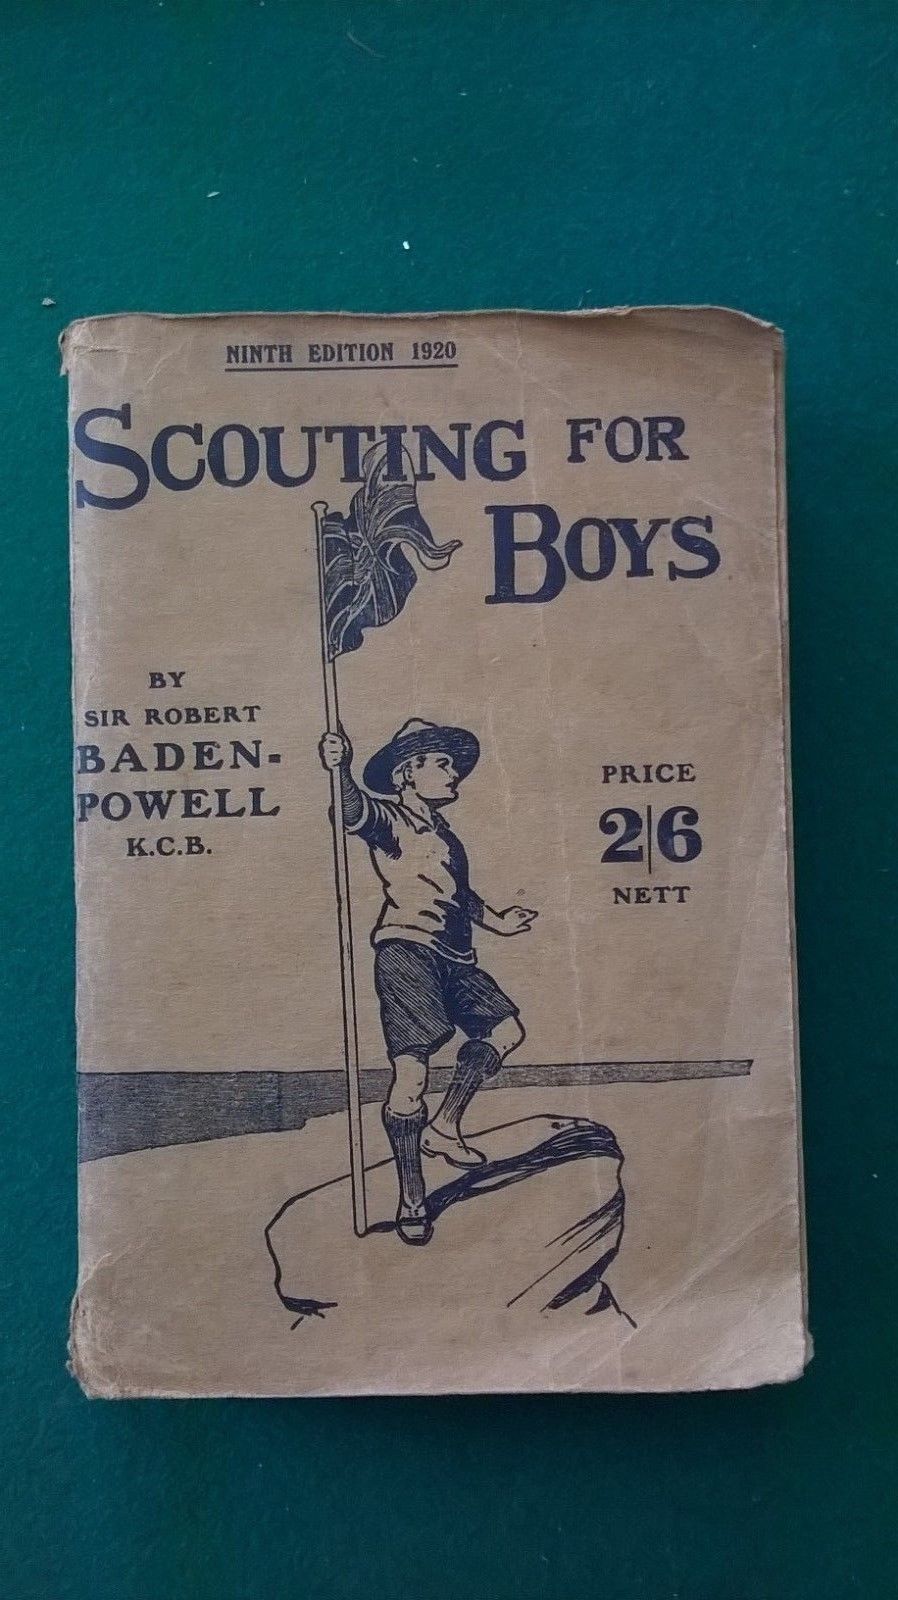 NINTH EDITION 1920
SCOUTING FOR
BOYS
BY
SIR ROBERT
BADEN-
POWELL
K.C.B.
PRICE
2/6
NETT